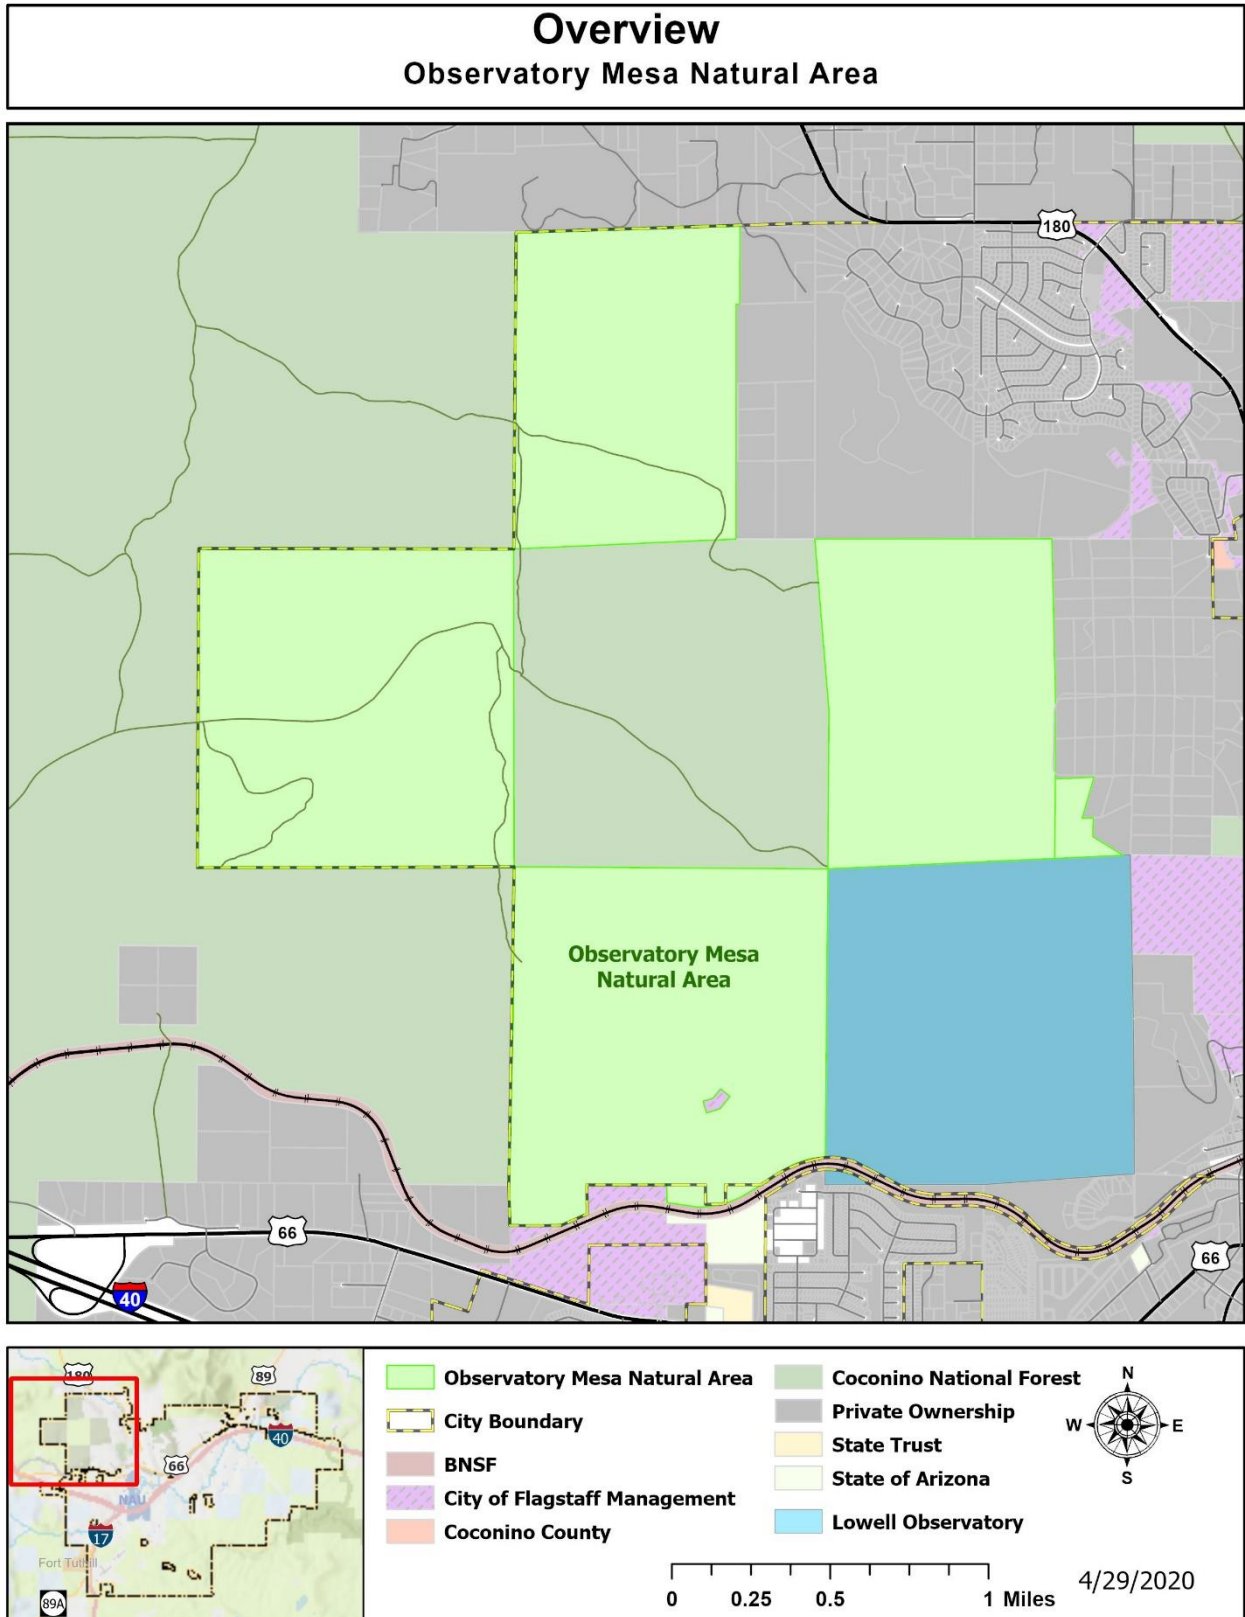 Overview
Observatory Mesa Natural Area
180
Observatory Mesa
Natural Area
66
66
40
180
89
40
66
NAU
17
Fort Tuthill
89A
Observatory Mesa Natural Area
City Boundary
BNSF
City of Flagstaff Management
Coconino County
Coconino National Forest
Private Ownership
State Trust
State of Arizona
Lowell Observatory
N
W E
S
0 0.25 0.5 1 Miles
4/29/2020